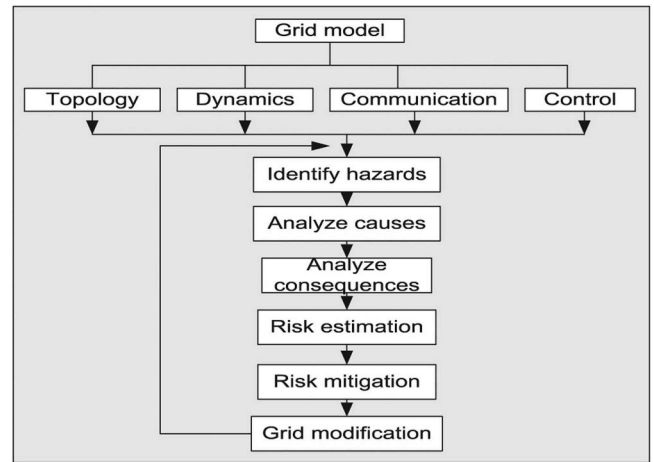 Grid model
Topology
Dynamics
Communication
Control
Identify hazards
Analyze causes
Analyze
consequences
Risk estimation
Risk mitigation
Grid modification